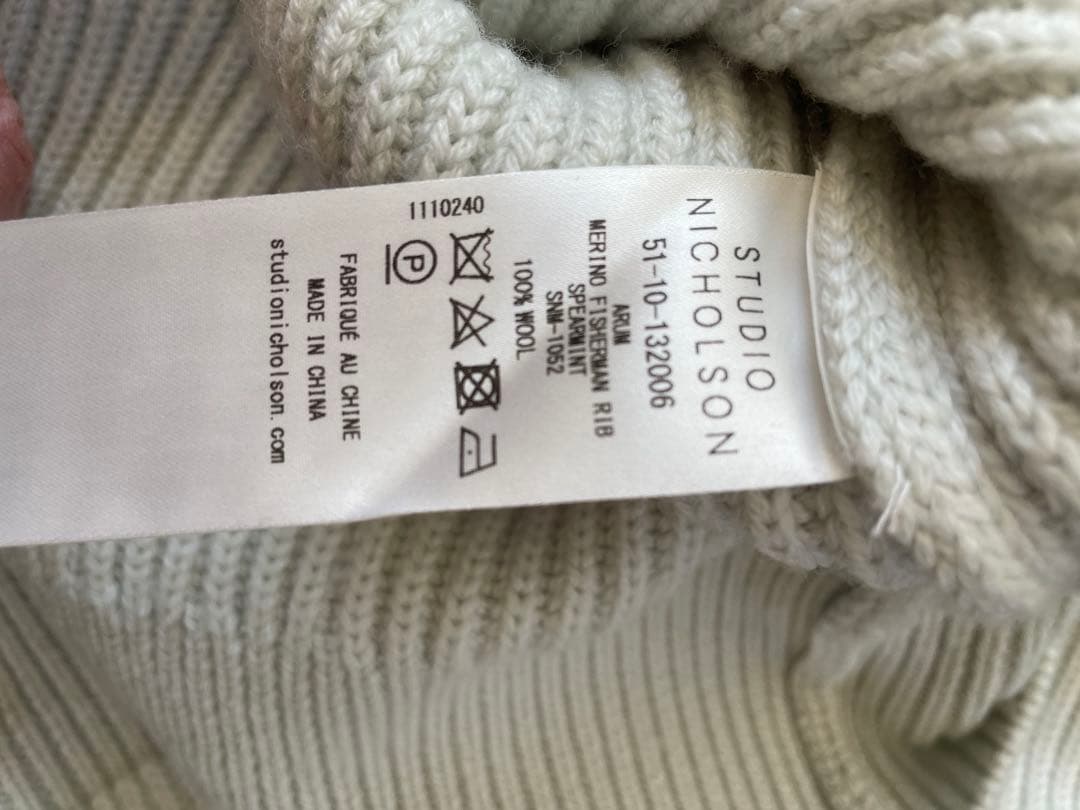 STUDIO
NICHOLSON
51-10-132006
ARUM
MERINO FISHERMAN RIB
SPEARMINT
SNM-1052
100% WOOL
1110240
P
FABRIQUÉ AU CHINE
MADE IN CHINA
studionicholson.com